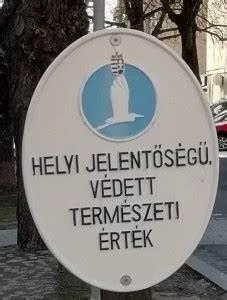 HELYI JELENTŐSÉGŰ,
VÉDETT
TERMÉSZETI
ÉRTÉK